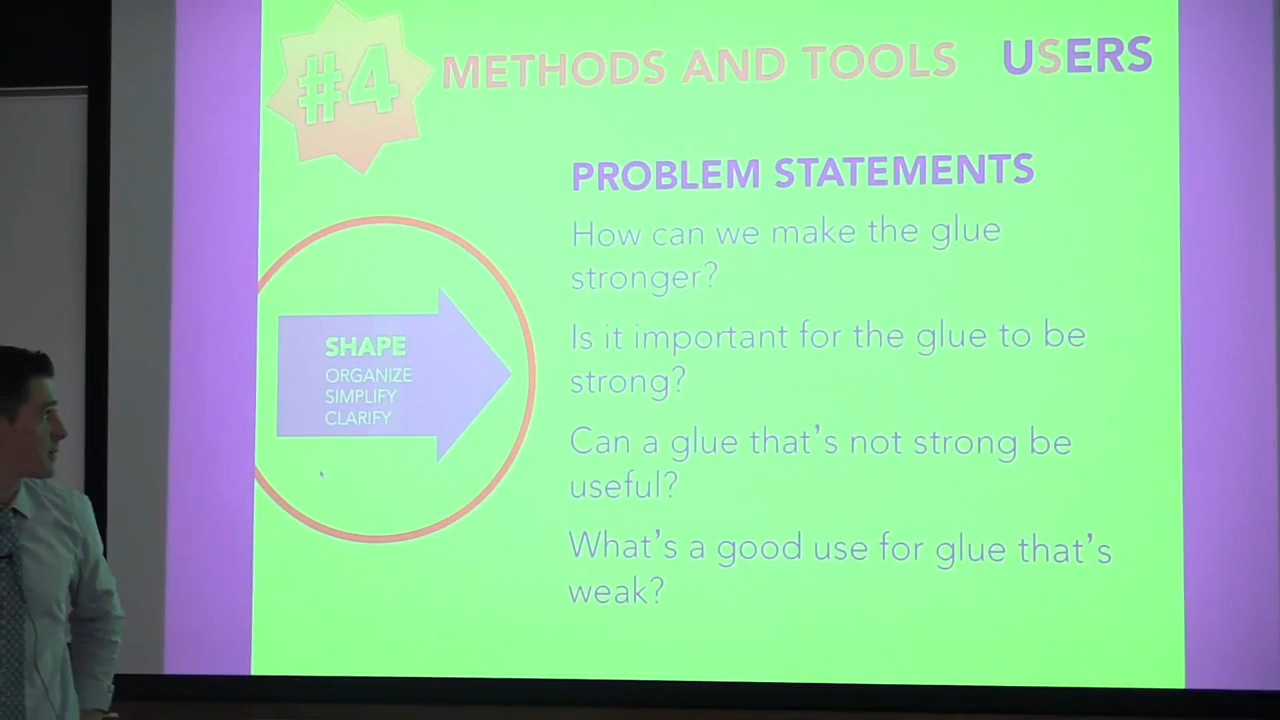 #4 METHODS AND TOOLS USERS
PROBLEM STATEMENTS
How can we make the glue
stronger?
Is it important for the glue to be
strong?
Can a glue that's not strong be
useful?
What's a good use for glue that's
weak?
SHAPE
ORGANIZE
SIMPLIFY
CLARIFY